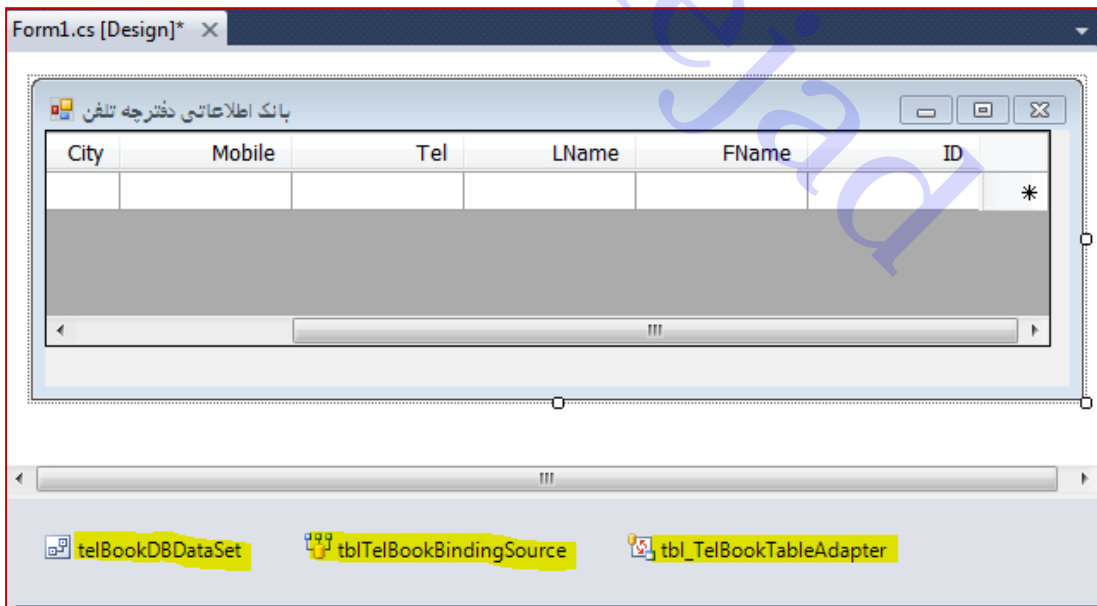 Form1.cs [Design]*
بانک اطلاعاتی دفترچه تلفن
City Mobile Tel LName FName ID
telBookDBDataSet tblTelBookBindingSource tbl_TelBookTableAdapter